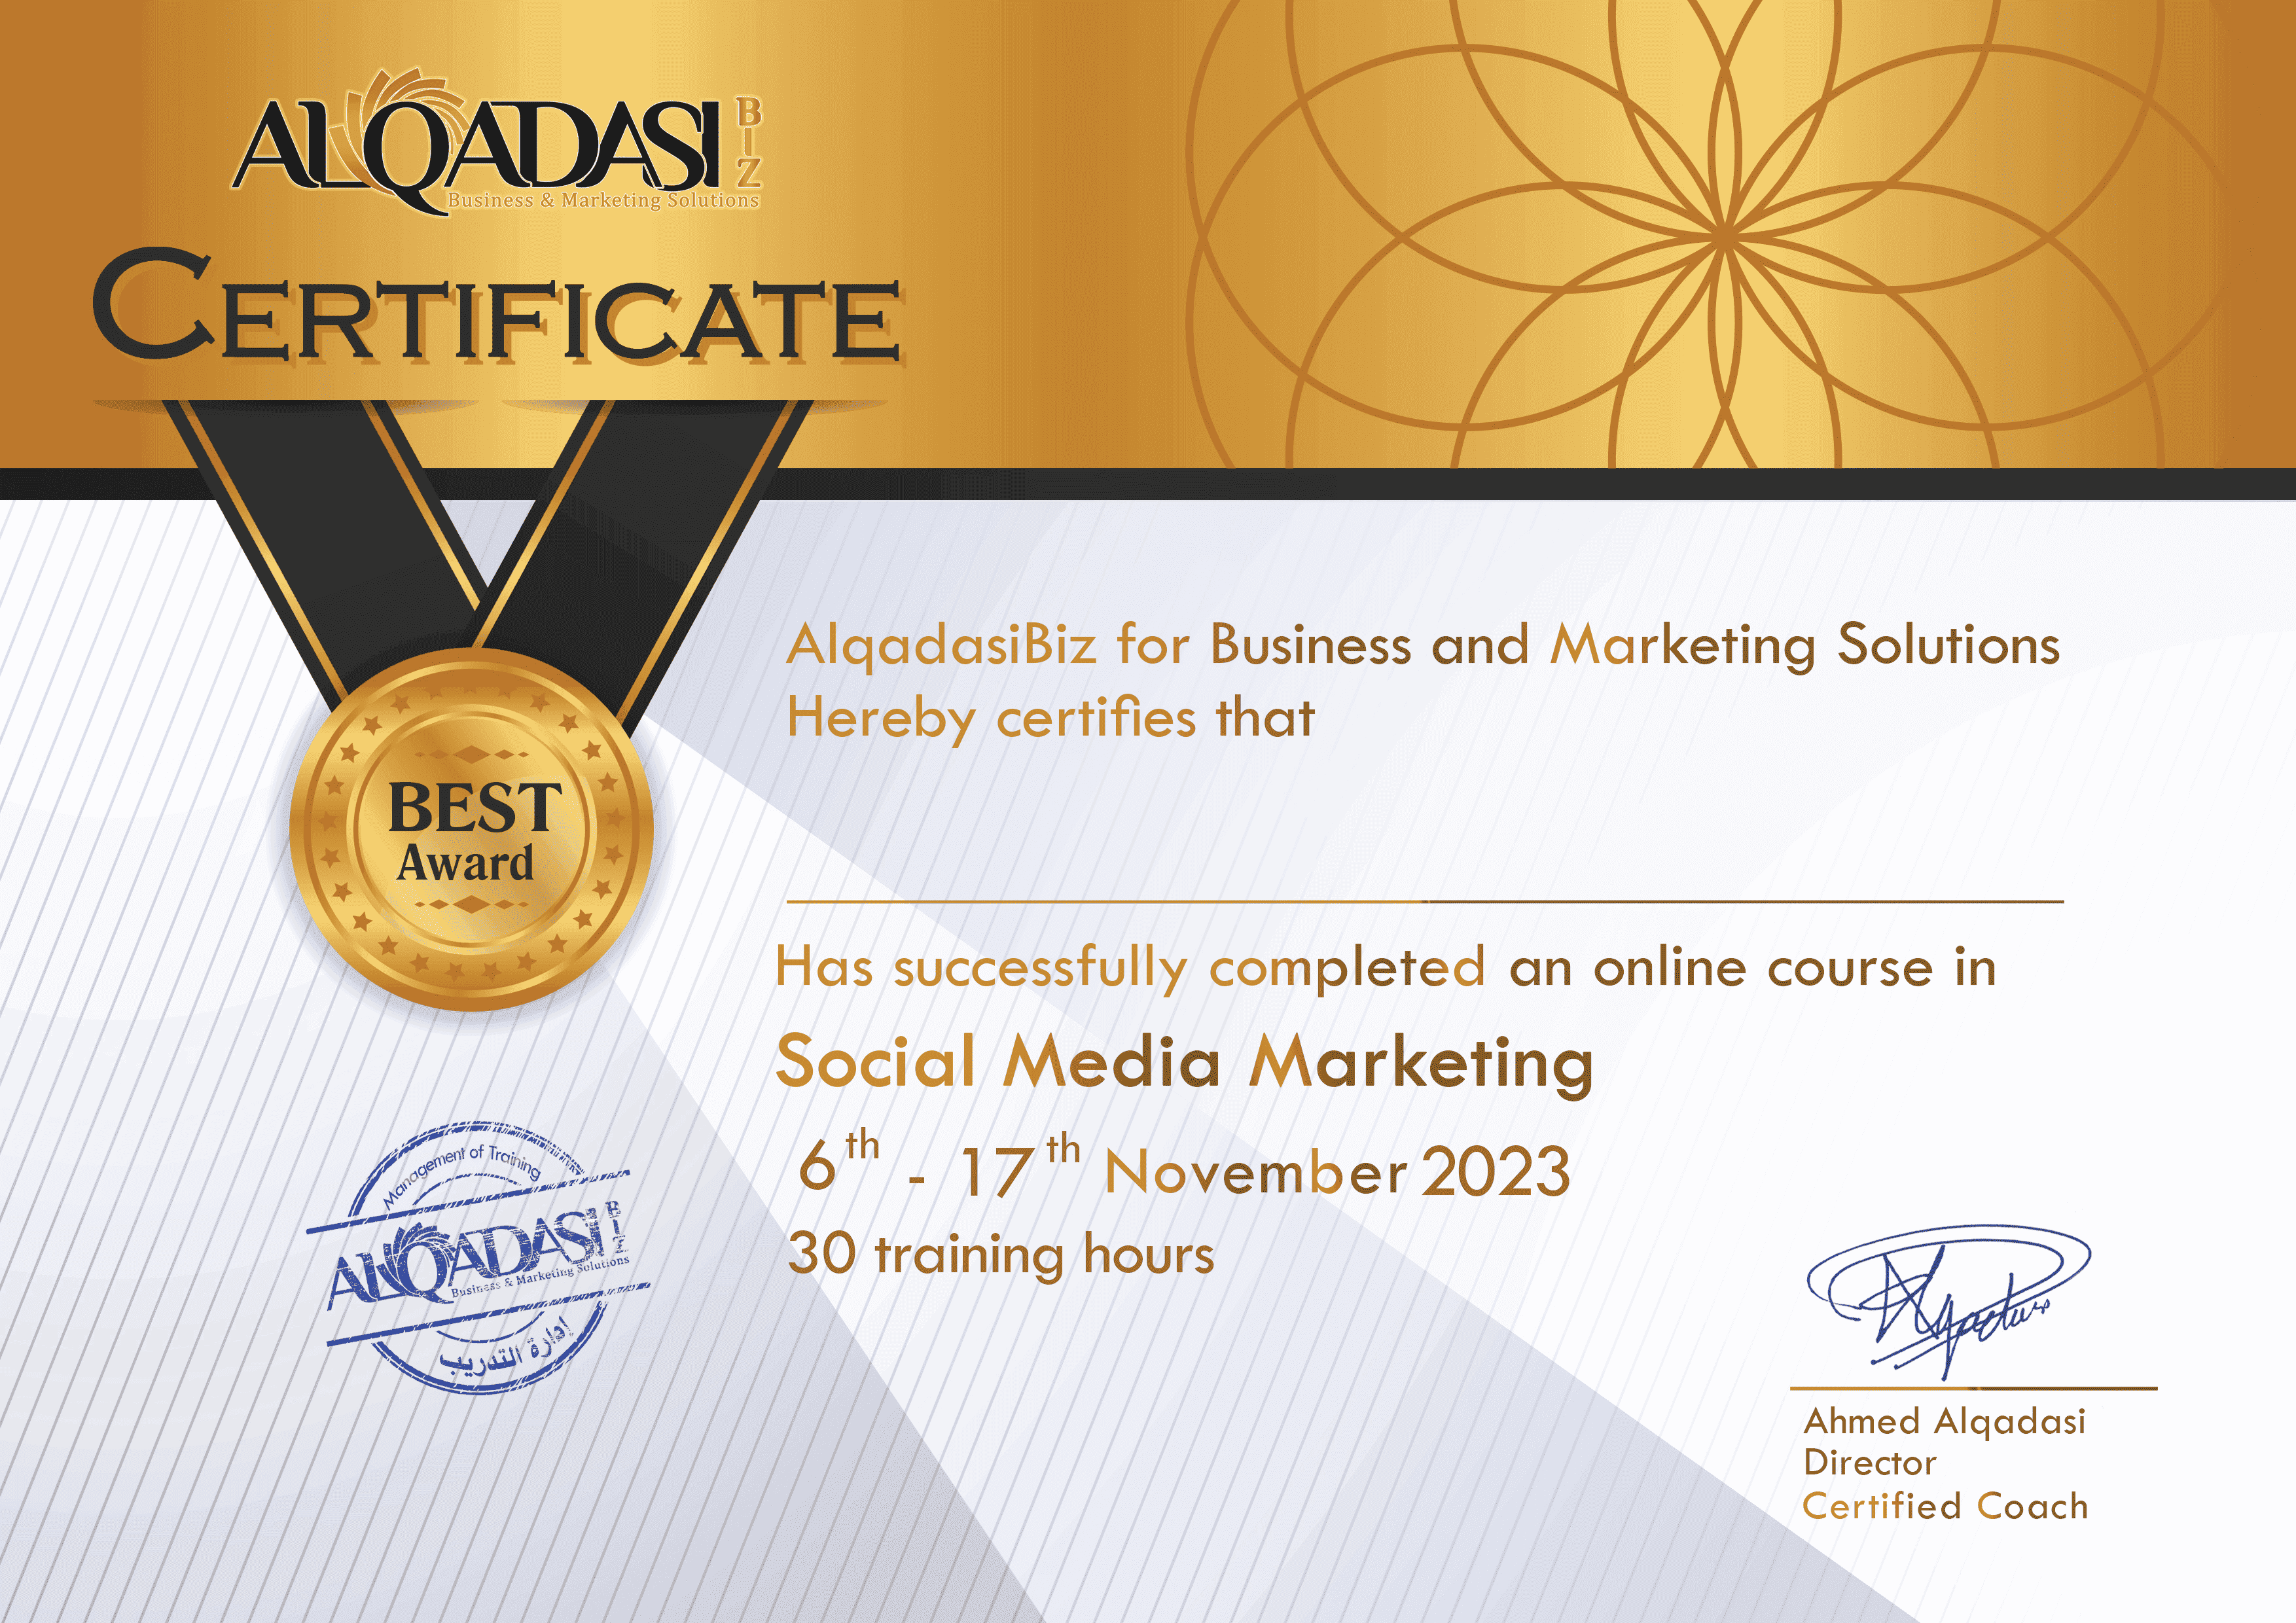 ALQADASI BIZ
Business & Marketing Solutions
CERTIFICATE
AlqadasiBiz for Business and Marketing Solutions
Hereby certifies that
BEST
Award
Has successfully completed an online course in
Social Media Marketing
6th - 17th November 2023
30 training hours
Management of Training
ALQADASI BIZ
Business & Marketing Solutions
إدارة التدريب
Ahmed Alqadasi
Director
Certified Coach